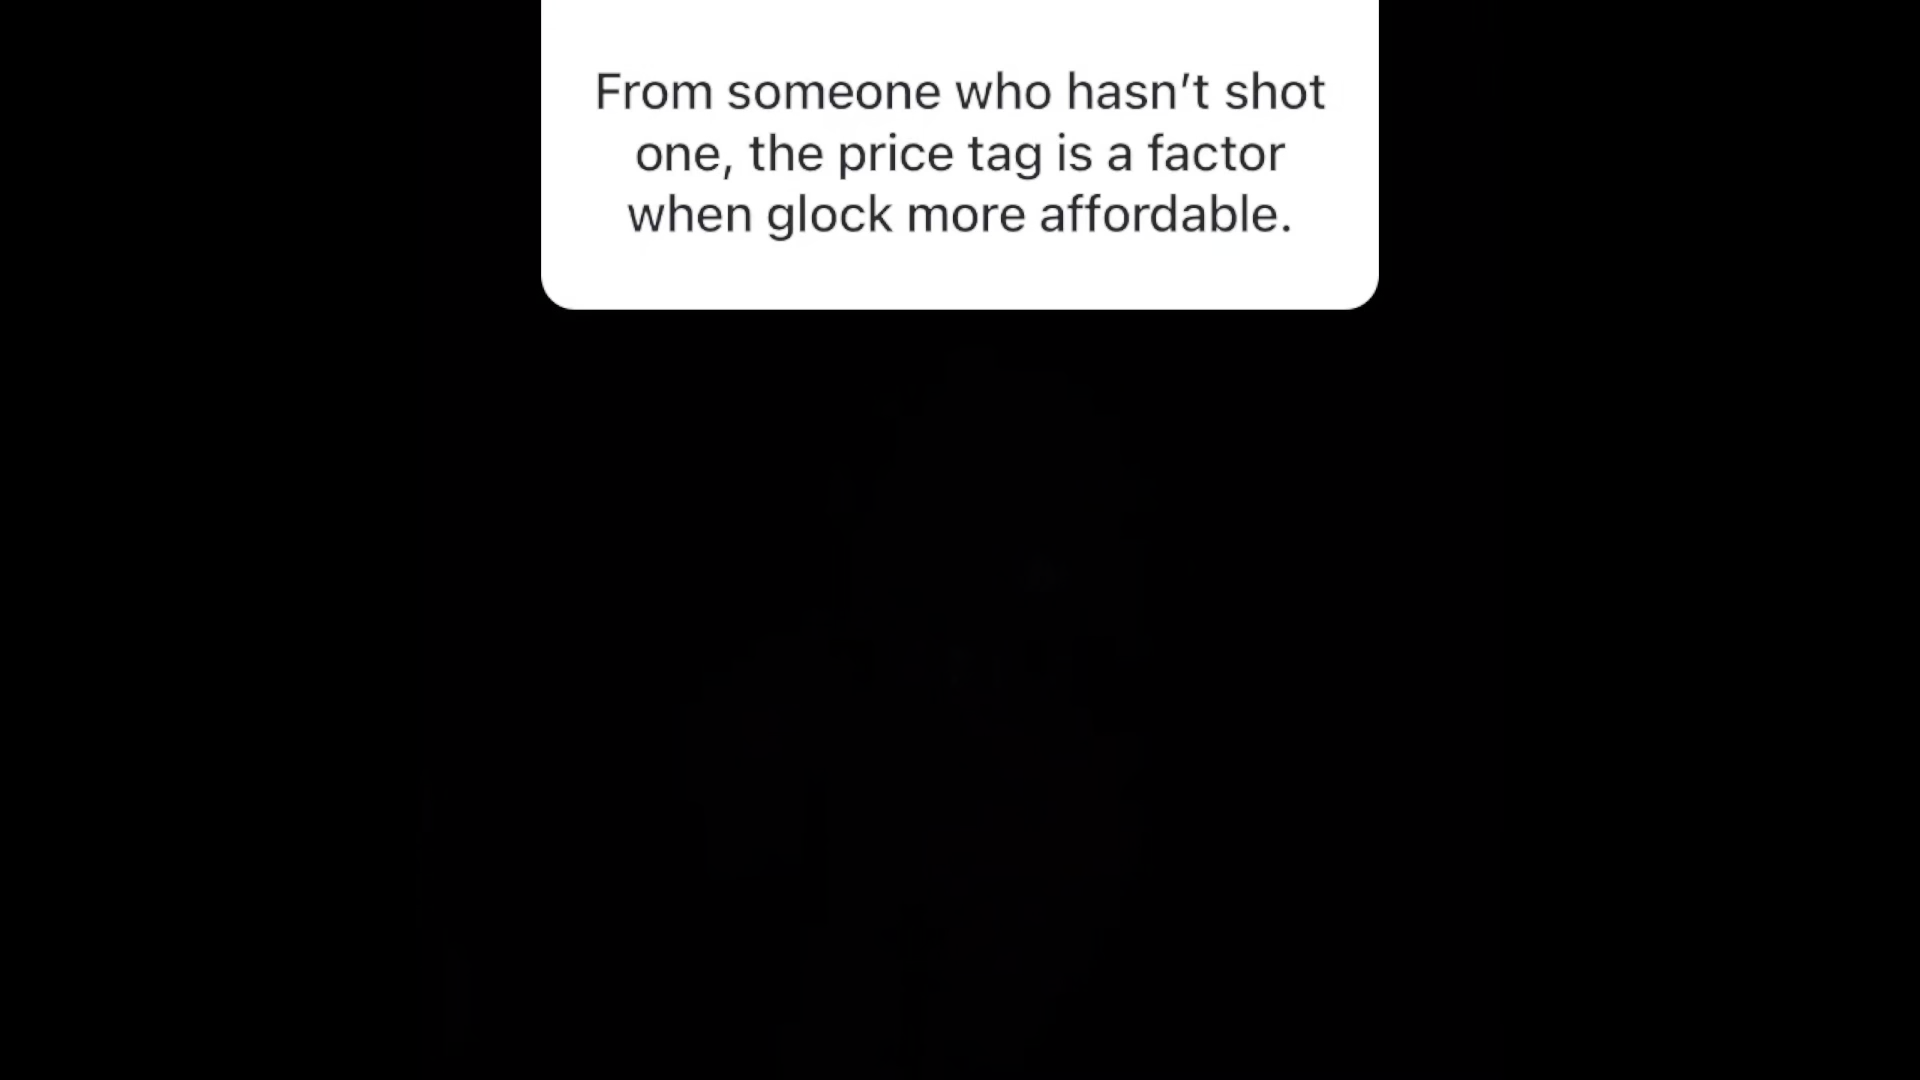 From someone who hasn’t shot
one, the price tag is a factor
when glock more affordable.